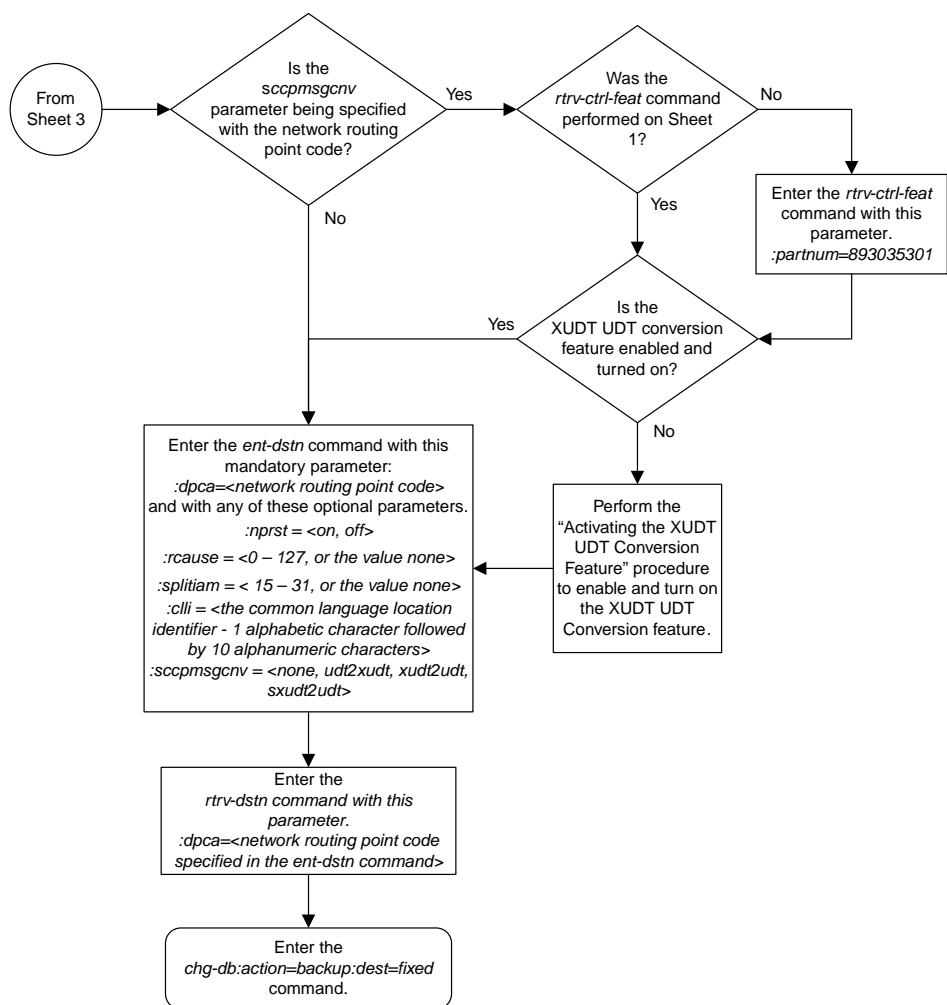 From
Sheet 3
Is the
sccpmsgcnv
parameter being specified
with the network routing
point code?
Yes
Was the
rtrv-ctrl-feat command
performed on Sheet
1?
No
Enter the rtrv-ctrl-feat
command with this
parameter.
:partnum=893035301
No
Yes
Yes
Is the
XUDT UDT conversion
feature enabled and
turned on?
No
Enter the ent-dstn command with this
mandatory parameter:
:dpca=<network routing point code>
and with any of these optional parameters.
:nprst = <on, off>
:rcause = <0 – 127, or the value none>
:splitiam = < 15 – 31, or the value none>
:clli = <the common language location
identifier - 1 alphabetic character followed
by 10 alphanumeric characters>
:sccpmsgcnv = <none, udt2xudt, xudt2udt,
sxudt2udt>
Perform the
“Activating the XUDT
UDT Conversion
Feature” procedure
to enable and turn on
the XUDT UDT
Conversion feature.
Enter the
rtrv-dstn command with this
parameter.
:dpca=<network routing point code
specified in the ent-dstn command>
Enter the
chg-db:action=backup:dest=fixed
command.